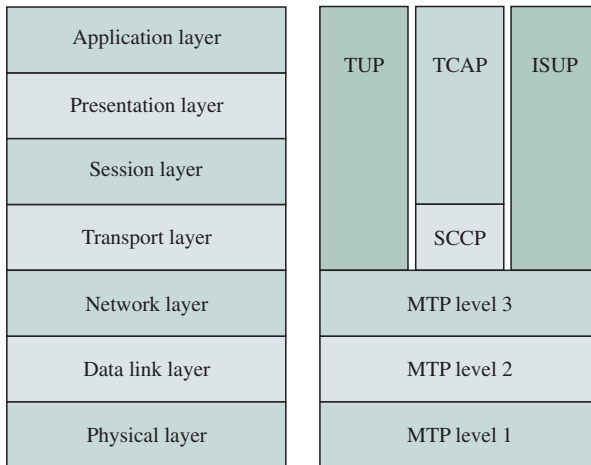 Application layer
Presentation layer
Session layer
Transport layer
Network layer
Data link layer
Physical layer
TUP
TCAP
ISUP
SCCP
MTP level 3
MTP level 2
MTP level 1